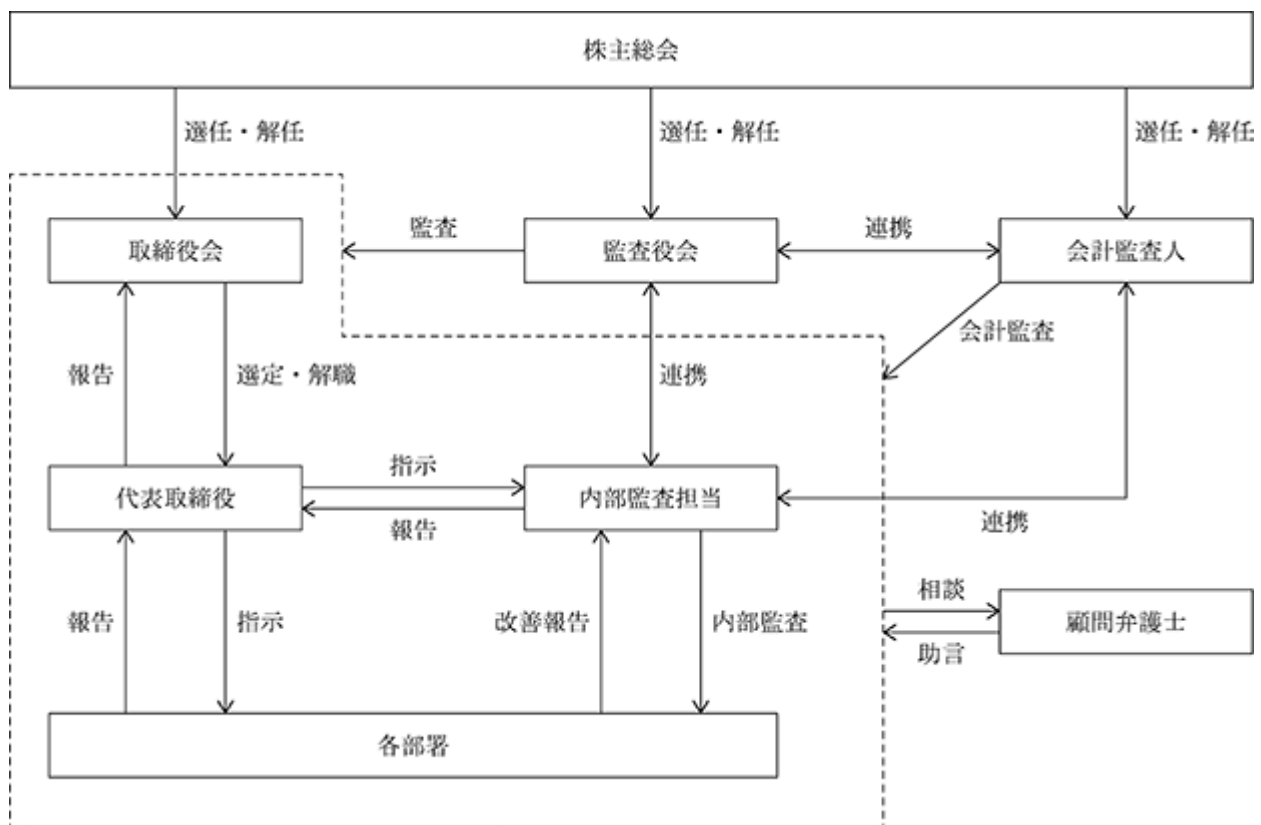 株主総会
選任・解任
選任・解任
選任・解任
取締役会
監査
監査役会
連携
会計監査人
会計監査
報告
選定・解職
連携
代表取締役
指示
報告
内部監査担当
連携
報告
指示
改善報告
内部監査
相談
助言
顧問弁護士
各部署